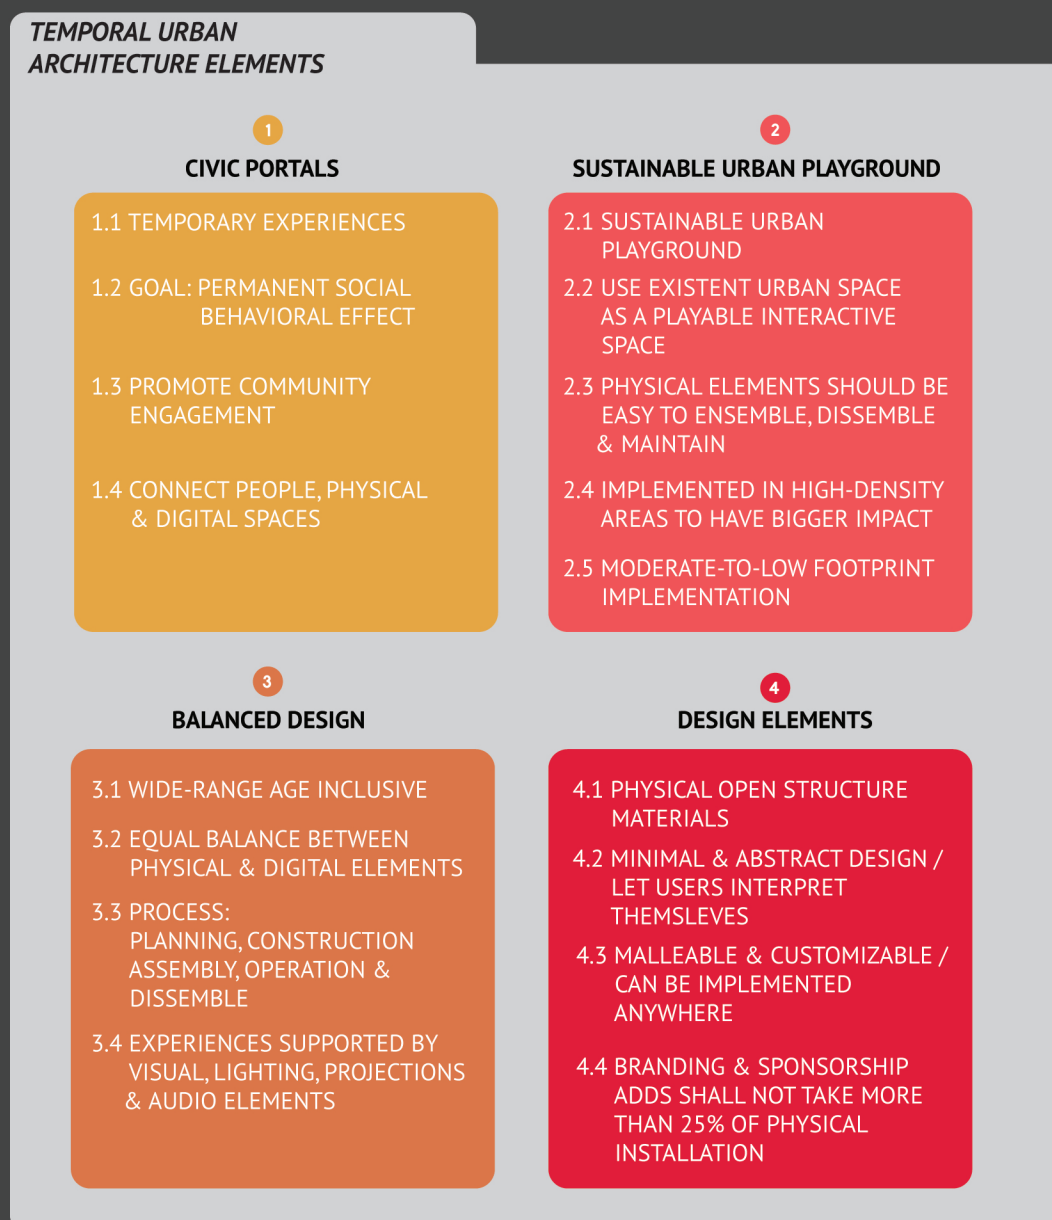 TEMPORAL URBAN
ARCHITECTURE ELEMENTS
1
CIVIC PORTALS
1.1 TEMPORARY EXPERIENCES
1.2 GOAL: PERMANENT SOCIAL
BEHAVIORAL EFFECT
1.3 PROMOTE COMMUNITY
ENGAGEMENT
1.4 CONNECT PEOPLE, PHYSICAL
& DIGITAL SPACES
2
SUSTAINABLE URBAN PLAYGROUND
2.1 SUSTAINABLE URBAN
PLAYGROUND
2.2 USE EXISTENT URBAN SPACE
AS A PLAYABLE INTERACTIVE
SPACE
2.3 PHYSICAL ELEMENTS SHOULD BE
EASY TO ENSEMBLE, DISSEMBLE
& MAINTAIN
2.4 IMPLEMENTED IN HIGH-DENSITY
AREAS TO HAVE BIGGER IMPACT
2.5 MODERATE-TO-LOW FOOTPRINT
IMPLEMENTATION
3
BALANCED DESIGN
3.1 WIDE-RANGE AGE INCLUSIVE
3.2 EQUAL BALANCE BETWEEN
PHYSICAL & DIGITAL ELEMENTS
3.3 PROCESS:
PLANNING, CONSTRUCTION
ASSEMBLY, OPERATION &
DISSEMBLE
3.4 EXPERIENCES SUPPORTED BY
VISUAL, LIGHTING, PROJECTIONS
& AUDIO ELEMENTS
4
DESIGN ELEMENTS
4.1 PHYSICAL OPEN STRUCTURE
MATERIALS
4.2 MINIMAL & ABSTRACT DESIGN /
LET USERS INTERPRET
THEMSLEVES
4.3 MALLEABLE & CUSTOMIZABLE /
CAN BE IMPLEMENTED
ANYWHERE
4.4 BRANDING & SPONSORSHIP
ADDS SHALL NOT TAKE MORE
THAN 25% OF PHYSICAL
INSTALLATION